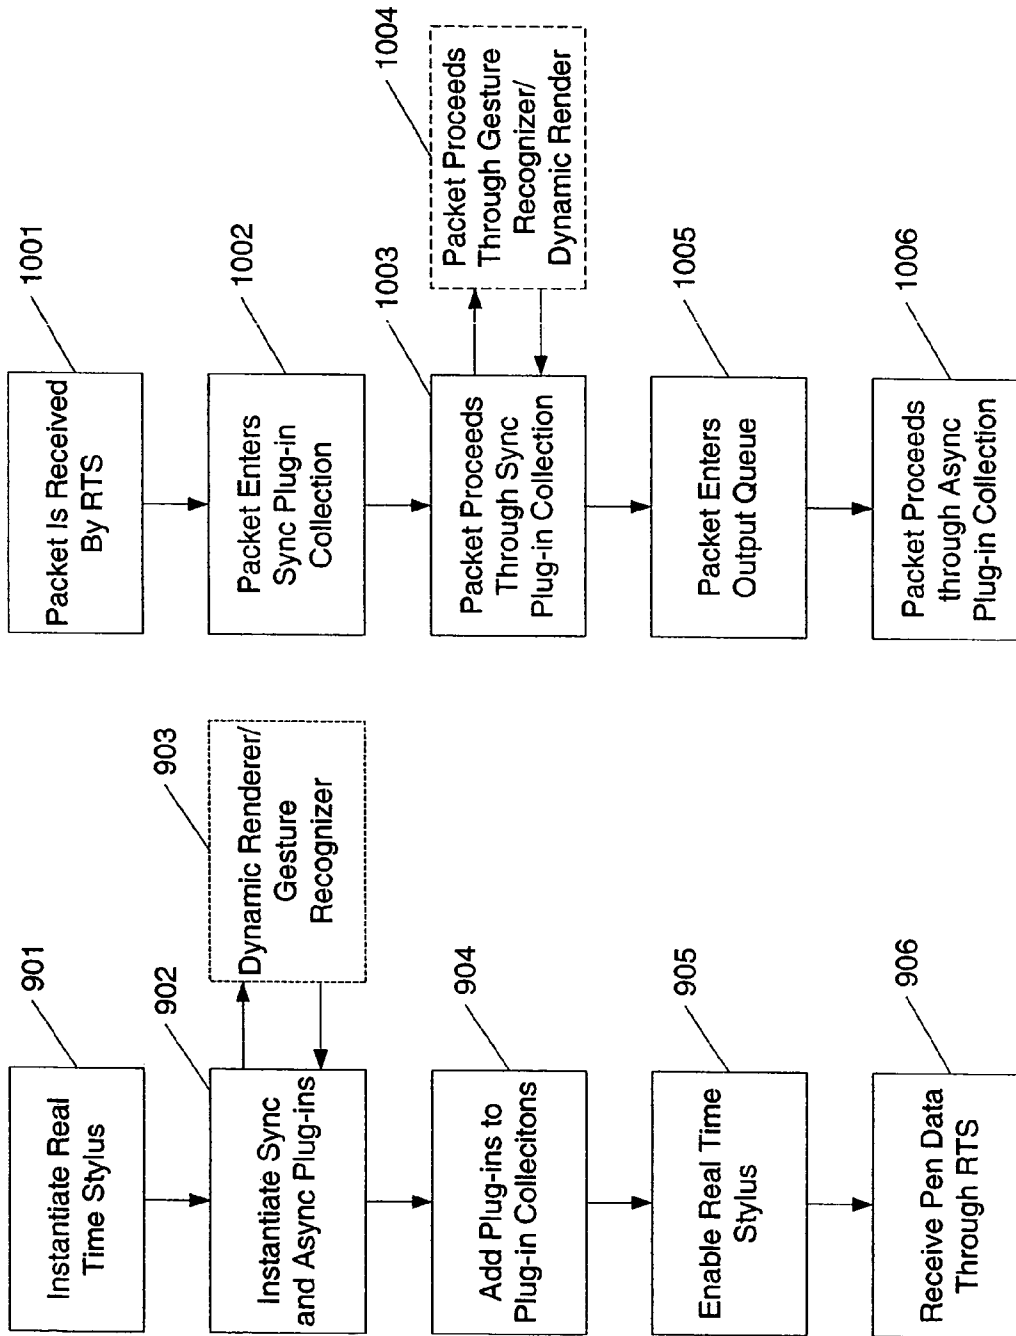 901
Instantiate Real
Time Stylus
902
Instantiate Sync
and Async Plug-ins
903
Dynamic Renderer/
Gesture
Recognizer
904
Add Plug-ins to
Plug-in Collecitons
905
Enable Real Time
Stylus
906
Receive Pen Data
Through RTS
1001
Packet Is Received
By RTS
1002
Packet Enters
Sync Plug-in
Collection
1003
Packet Proceeds
Through Sync
Plug-in Collection
1004
Packet Proceeds
Through Gesture
Recognizer/
Dynamic Render
1005
Packet Enters
Output Queue
1006
Packet Proceeds
through Async
Plug-in Collection